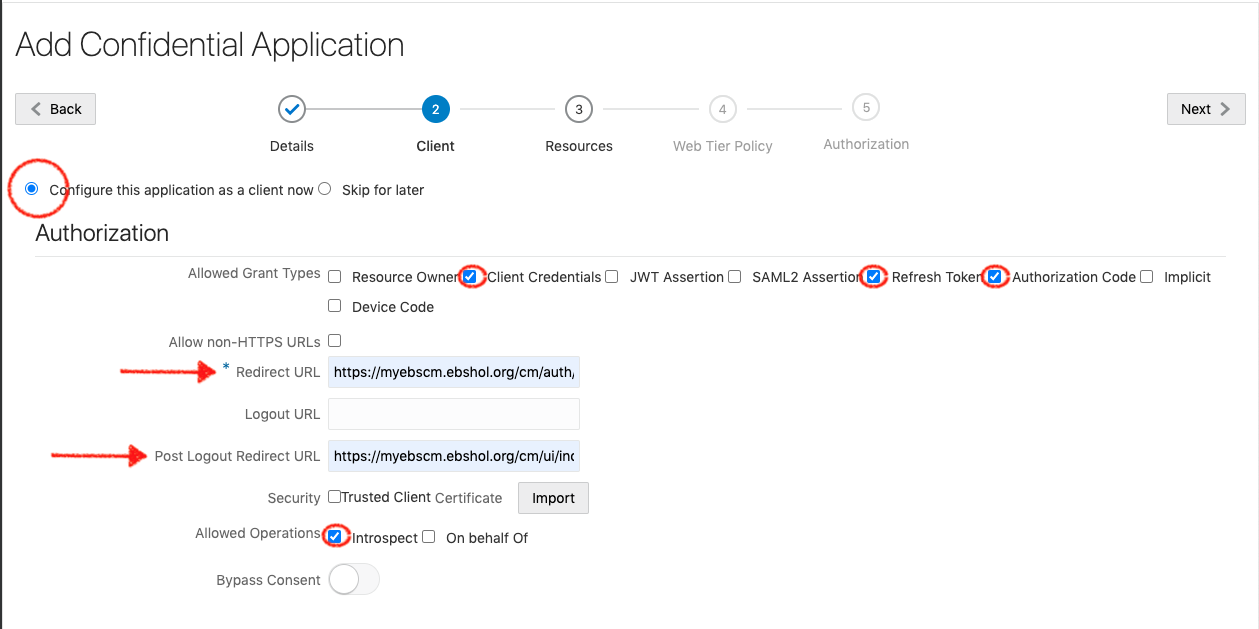 Add Confidential Application
Back
2
3
4
5
Next
Details
Client
Resources
Web Tier Policy
Authorization
Configure this application as a client now Skip for later
Authorization
Allowed Grant Types Resource Owner Client Credentials JWT Assertion SAML2 Assertion Refresh Token Authorization Code Implicit
Device Code
Allow non-HTTPS URLs
* Redirect URL https://myebscm.ebshol.org/cm/auth/
Logout URL
Post Logout Redirect URL https://myebscm.ebshol.org/cm/ui/ind
Security Trusted Client Certificate Import
Allowed Operations Introspect On behalf Of
Bypass Consent